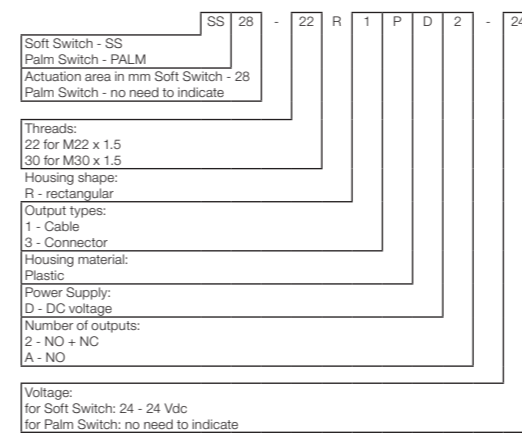 SS 28 - 22 R 1 P D 2 - 24
Soft Switch - SS
Palm Switch - PALM
Actuation area in mm Soft Switch - 28
Palm Switch - no need to indicate
Threads:
22 for M22 x 1.5
30 for M30 x 1.5
Housing shape:
R - rectangular
Output types:
1 - Cable
3 - Connector
Housing material:
Plastic
Power Supply:
D - DC voltage
Number of outputs:
2 - NO + NC
A - NO
Voltage:
for Soft Switch: 24 - 24 Vdc
for Palm Switch: no need to indicate